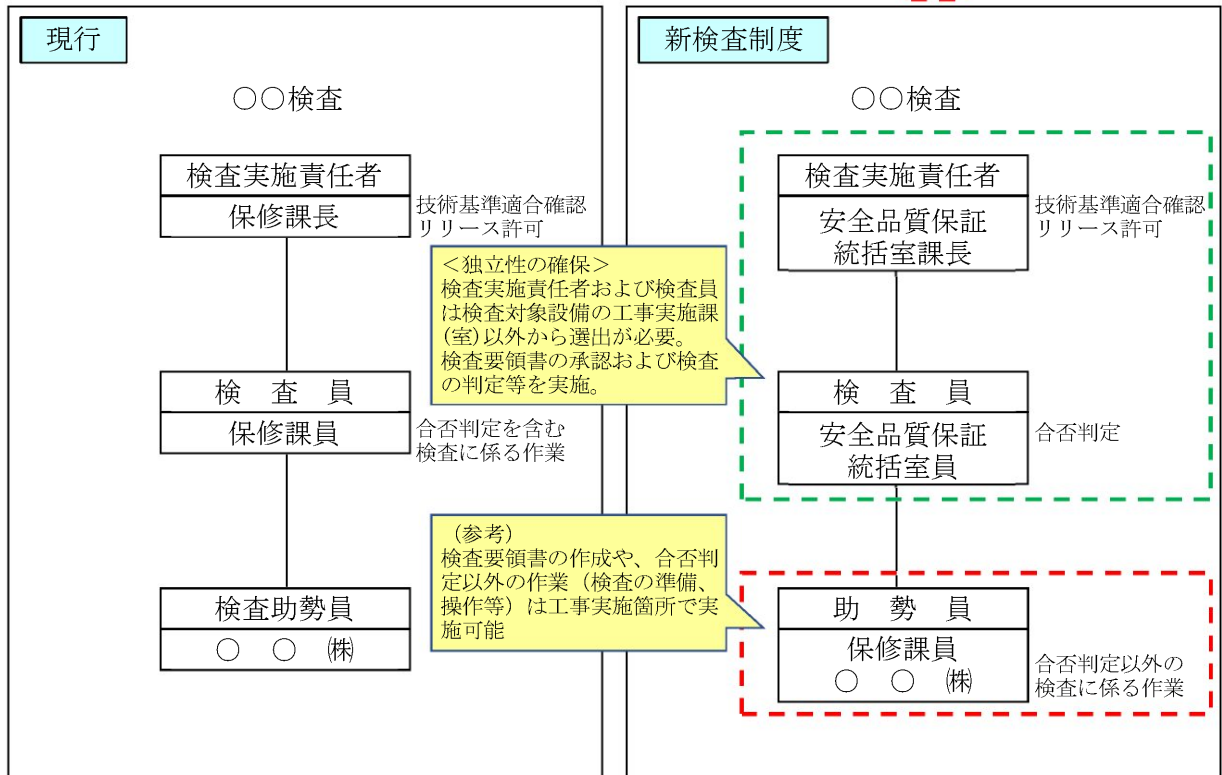 現行
○○検査
検査実施責任者
保修課長
技術基準適合確認
リリース許可
検　査　員
保修課員
合否判定を含む
検査に係る作業
検査助勢員
○　○　㈱
新検査制度
○○検査
検査実施責任者
安全品質保証
統括室課長
技術基準適合確認
リリース許可
＜独立性の確保＞
検査実施責任者および検査員
は検査対象設備の工事実施課
(室)以外から選出が必要。
検査要領書の承認および検査
の判定等を実施。
検　査　員
安全品質保証
統括室員
合否判定
（参考）
検査要領書の作成や、合否判
定以外の作業（検査の準備、
操作等）は工事実施箇所で実
施可能
助　勢　員
保修課員
○　○　㈱
合否判定以外の
検査に係る作業